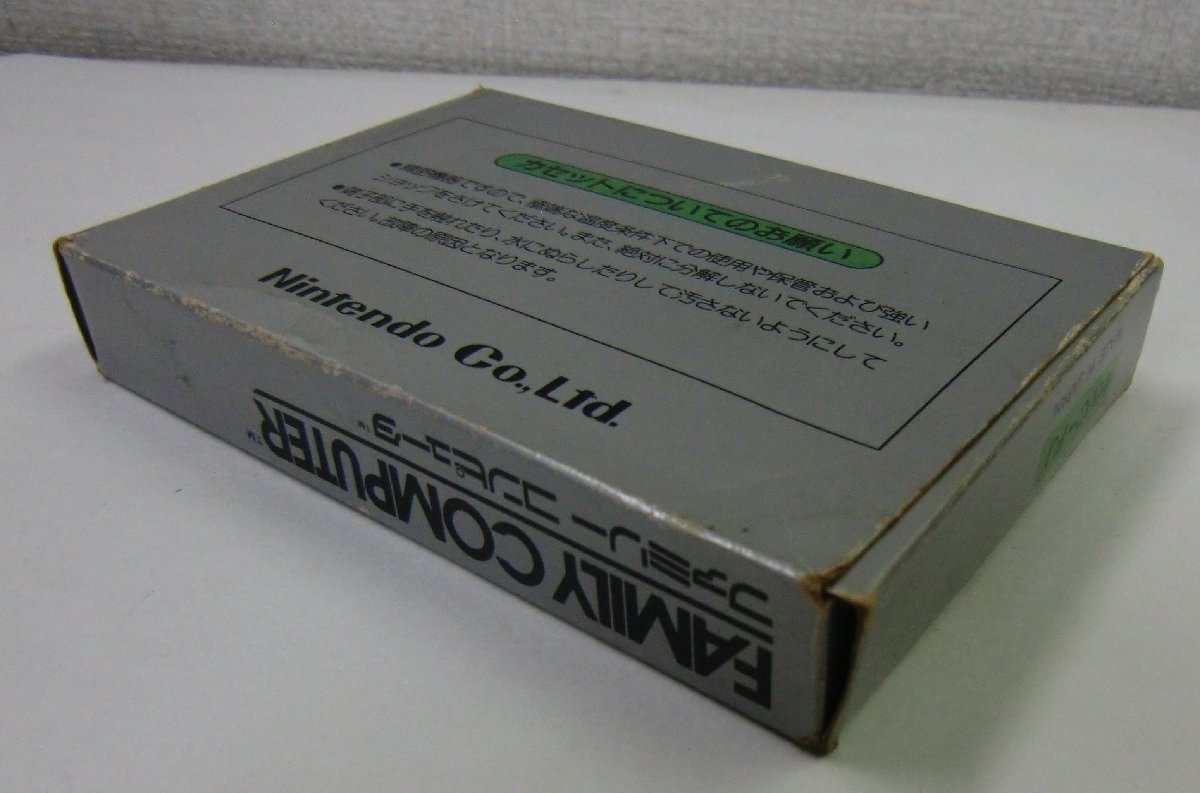 カセットについてのお願い
●精密機器ですので、極端な温度条件下での使用や保管および強い
ショックをさけてください。また、絶対に分解しないでください。
●端子部に手を触れたり、水にぬらしたりして汚さないようにして
ください。故障の原因となります。
Nintendo Co., Ltd.
ファミリー コンピュータ™
FAMILY COMPUTER™